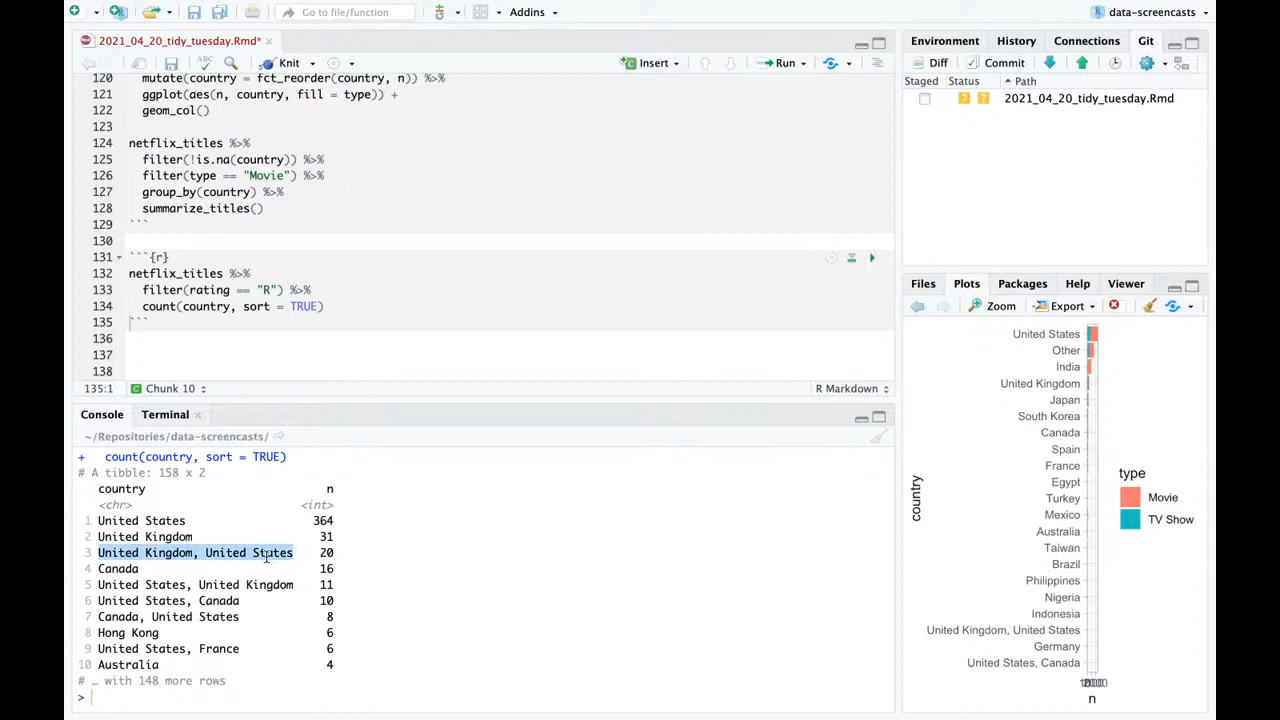 Go to file/function
Addins
data-screencasts
2021_04_20_tidy_tuesday.Rmd*
Knit
Insert
Run
120 mutate(country = fct_reorder(country, n)) %>%
121 ggplot(aes(n, country, fill = type)) +
122 geom_col()
123
124 netflix_titles %>%
125 filter(!is.na(country)) %>%
126 filter(type == "Movie") %>%
127 group_by(country) %>%
128 summarize_titles()
129 ```
130
131 ```{r}
132 netflix_titles %>%
133 filter(rating == "R") %>%
134 count(country, sort = TRUE)
135 ```
136
137
138
135:1 Chunk 10 R Markdown
Console Terminal
~/Repositories/data-screencasts/
+ count(country, sort = TRUE)
# A tibble: 158 x 2
country n
<chr> <int>
1 United States 364
2 United Kingdom 31
3 United Kingdom, United States 20
4 Canada 16
5 United States, United Kingdom 11
6 United States, Canada 10
7 Canada, United States 8
8 Hong Kong 6
9 United States, France 6
10 Australia 4
# … with 148 more rows
>
Environment History Connections Git
Diff Commit
Staged Status Path
2021_04_20_tidy_tuesday.Rmd
Files Plots Packages Help Viewer
Zoom Export
United States
Other
India
United Kingdom
Japan
South Korea
Canada
Spain
France
Egypt
Turkey
Mexico
Australia
Taiwan
Brazil
Philippines
Nigeria
Indonesia
United Kingdom, United States
Germany
United States, Canada
country
n
type
Movie
TV Show